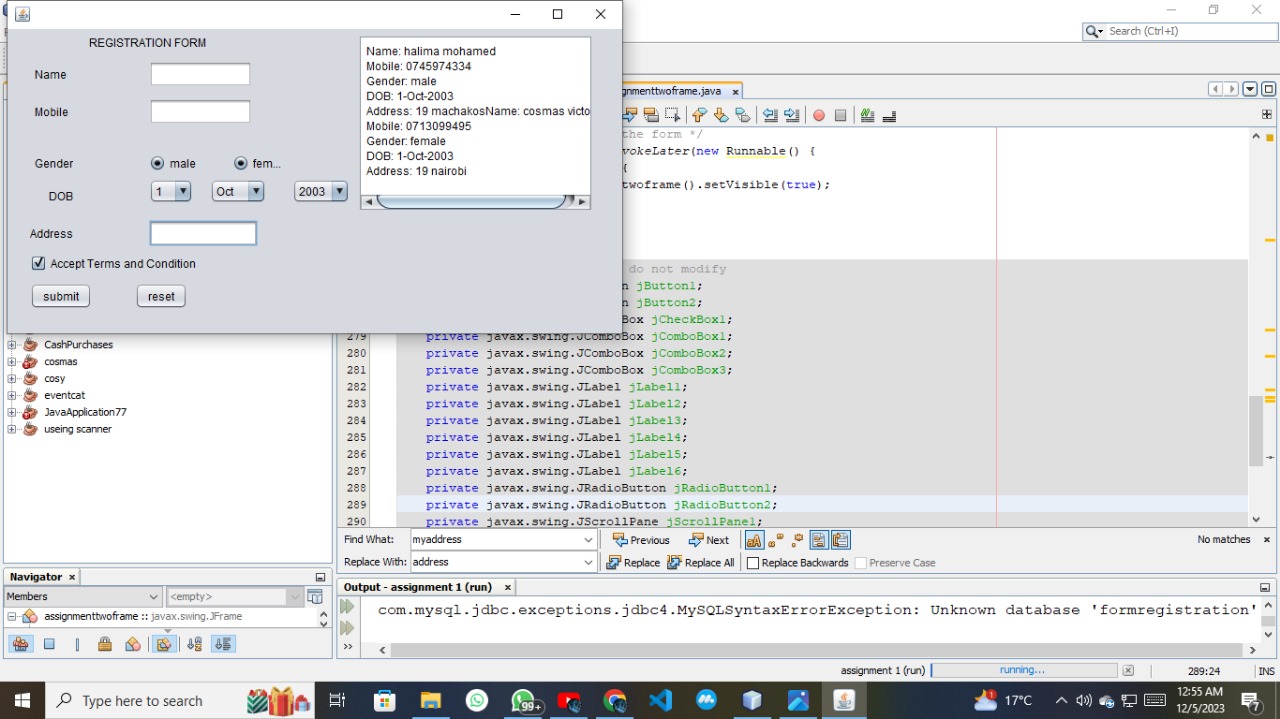 REGISTRATION FORM
Name
Mobile
Gender
male
fem...
DOB
1
Oct
2003
Address
Accept Terms and Condition
submit
reset
Name: halima mohamed
Mobile: 0745974334
Gender: male
DOB: 1-Oct-2003
Address: 19 machakosName: cosmas victo
Mobile: 0713099495
Gender: female
DOB: 1-Oct-2003
Address: 19 nairobi
Search (Ctrl+I)
gnmenttwoframe.java
the form */
vokeLater(new Runnable() {
{
twoframe().setVisible(true);
do not modify
n jButton1;
n jButton2;
Box jCheckBox1;
279 private javax.swing.JComboBox jComboBox1;
280 private javax.swing.JComboBox jComboBox2;
281 private javax.swing.JComboBox jComboBox3;
282 private javax.swing.JLabel jLabel1;
283 private javax.swing.JLabel jLabel2;
284 private javax.swing.JLabel jLabel3;
285 private javax.swing.JLabel jLabel4;
286 private javax.swing.JLabel jLabel5;
287 private javax.swing.JLabel jLabel6;
288 private javax.swing.JRadioButton jRadioButton1;
289 private javax.swing.JRadioButton jRadioButton2;
290 private javax.swing.JScrollPane jScrollPane1;
CashPurchases
cosmas
cosy
eventcat
JavaApplication77
useing scanner
Find What: myaddress Previous Next No matches
Replace With: address Replace Replace All Replace Backwards Preserve Case
Navigator
Members <empty>
assignmenttwoframe :: javax.swing.JFrame
Output - assignment 1 (run)
com.mysql.jdbc.exceptions.jdbc4.MySQLSyntaxErrorException: Unknown database 'formregistration'
assignment 1 (run) running... 289:24 INS
Type here to search
99+
1
17°C
12:55 AM
12/5/2023
7